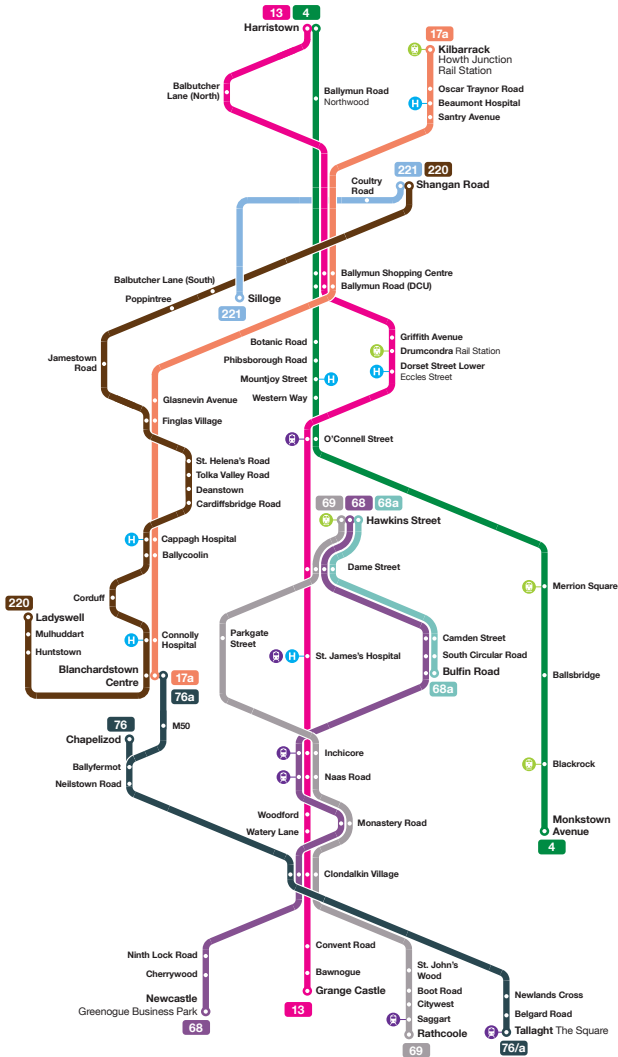 13 4
Harristown
17a
Kilbarrack
Howth Junction
Rail Station
Balbutcher
Lane (North)
Ballymun Road
Northwood
Oscar Traynor Road
H
Beaumont Hospital
Santry Avenue
221 220
Coultry
Road
Shangan Road
Ballymun Shopping Centre
Balbutcher Lane (South)
Ballymun Road (DCU)
Poppintree
Silloge
221
Griffith Avenue
Botanic Road
Drumcondra Rail Station
Jamestown
Road
Phibsborough Road
H
Dorset Street Lower
Eccles Street
Mountjoy Street
H
Western Way
Glasnevin Avenue
Finglas Village
O'Connell Street
St. Helena's Road
Tolka Valley Road
Deanstown
Cardiffsbridge Road
69 68 68a
Hawkins Street
H
Cappagh Hospital
Ballycoolin
Dame Street
Merrion Square
Corduff
220
Ladyswell
Mulhuddart
Huntstown
H
Connolly
Hospital
Parkgate
Street
Camden Street
H
St. James's Hospital
South Circular Road
Bulfin Road
68a
Blanchardstown
Centre
17a
76a
Ballsbridge
76
Chapelizod
M50
Inchicore
Ballyfermot
Blackrock
Naas Road
Neilstown Road
Woodford
Watery Lane
Monastery Road
Monkstown
Avenue
4
Clondalkin Village
Convent Road
Ninth Lock Road
St. John's
Wood
Cherrywood
Bawnogue
Boot Road
Newcastle
Greenogue Business Park
68
Grange Castle
13
Citywest
Saggart
Rathcoole
69
Newlands Cross
Belgard Road
Tallaght The Square
76/a